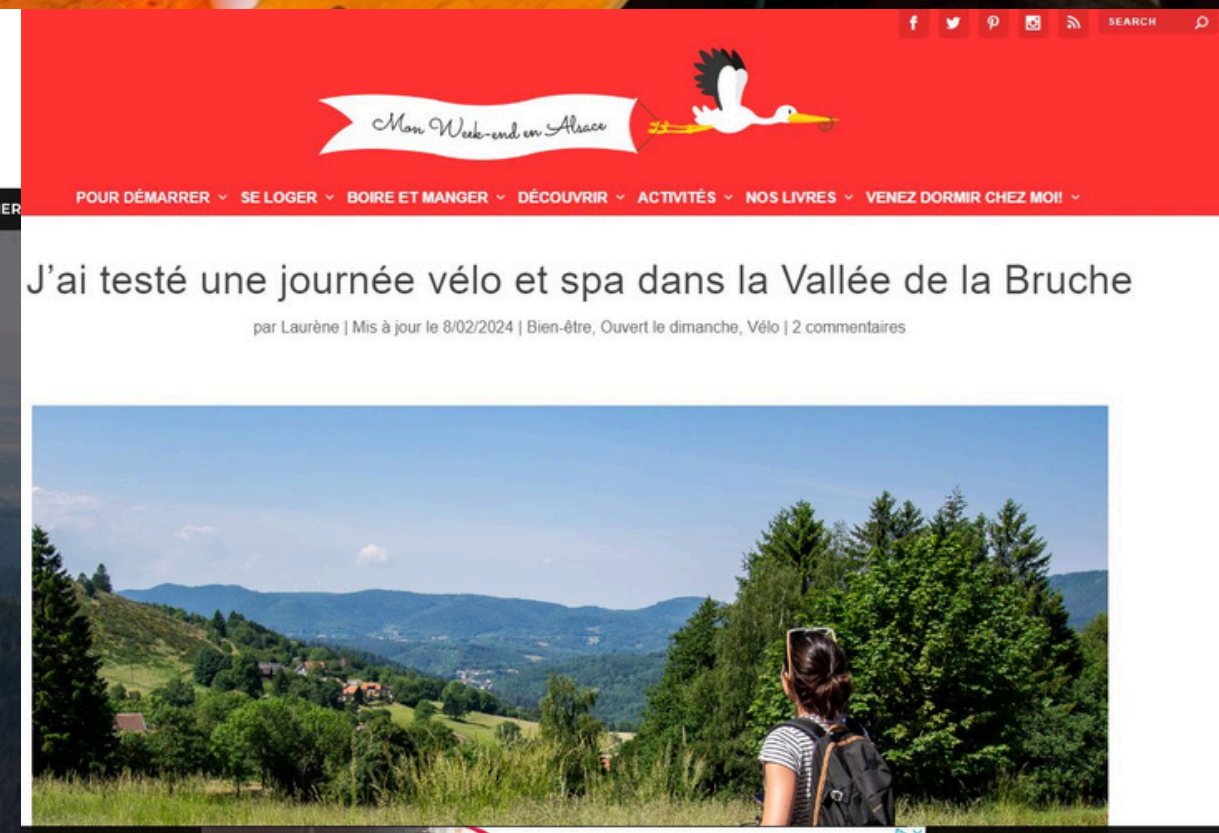 SEARCH
Mon Week-end en Alsace
POUR DÉMARRER SE LOGER BOIRE ET MANGER DÉCOUVRIR ACTIVITÉS NOS LIVRES VENEZ DORMIR CHEZ MOI!
J'ai testé une journée vélo et spa dans la Vallée de la Bruche
par Laurène | Mis à jour le 8/02/2024 | Bien-être, Ouvert le dimanche, Vélo | 2 commentaires